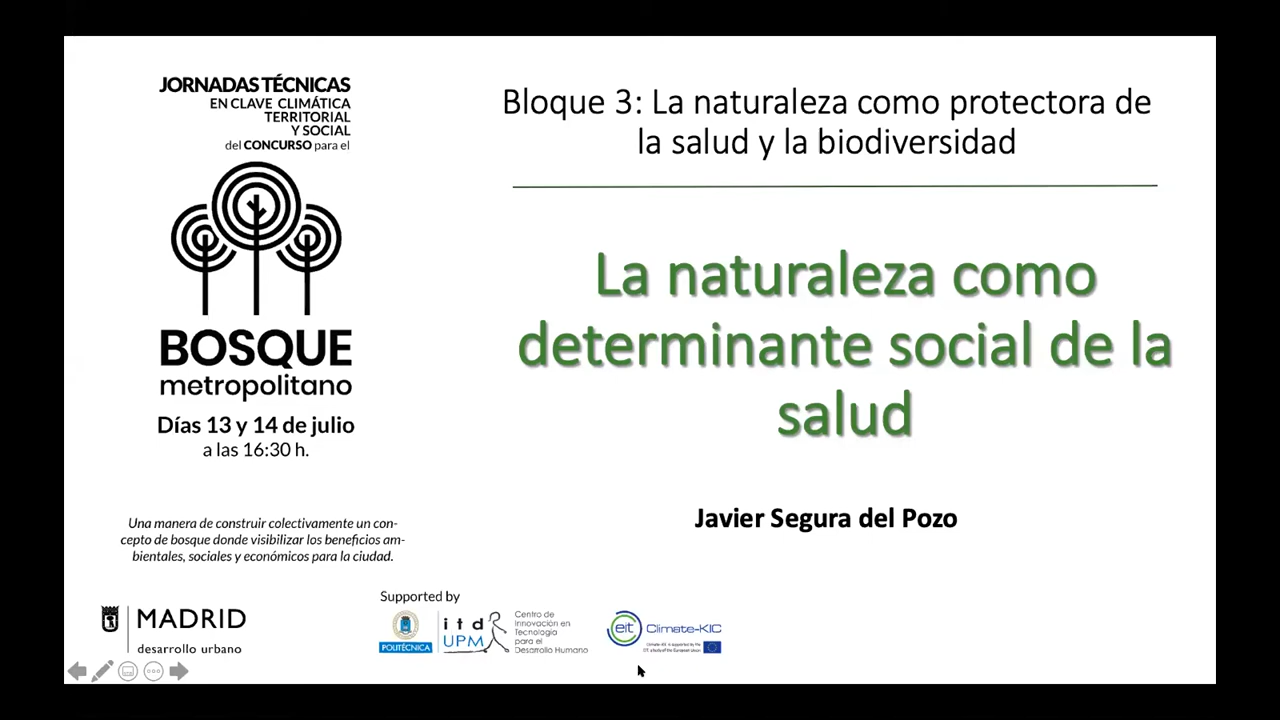 JORNADAS TÉCNICAS
EN CLAVE CLIMÁTICA
TERRITORIAL
Y SOCIAL
del CONCURSO para el
BOSQUE
metropolitano
Días 13 y 14 de julio
a las 16:30 h.
Una manera de construir colectivamente un con-
cepto de bosque donde visibilizar los beneficios am-
bientales, sociales y económicos para la ciudad.
Bloque 3: La naturaleza como protectora de
la salud y la biodiversidad
La naturaleza como
determinante social de la
salud
Javier Segura del Pozo
MADRID
desarrollo urbano
Supported by
POLITÉCNICA
itd
UPM
Centro de
Innovación en
Tecnología
para el
Desarrollo Humano
eit
Climate-KIC